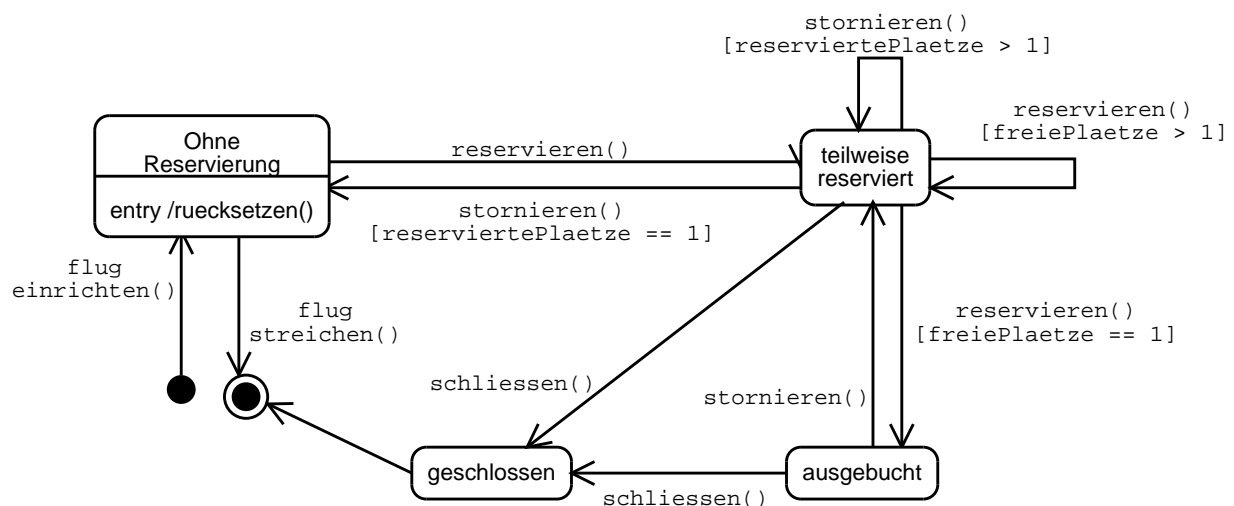 stornieren()
[reserviertePlaetze > 1]
reservieren()
[freiePlaetze > 1]
Ohne
Reservierung
entry /ruecksetzen()
reservieren()
teilweise
reserviert
stornieren()
[reserviertePlaetze == 1]
flug
einrichten()
flug
streichen()
reservieren()
[freiePlaetze == 1]
schliessen()
stornieren()
geschlossen
ausgebucht
schliessen()